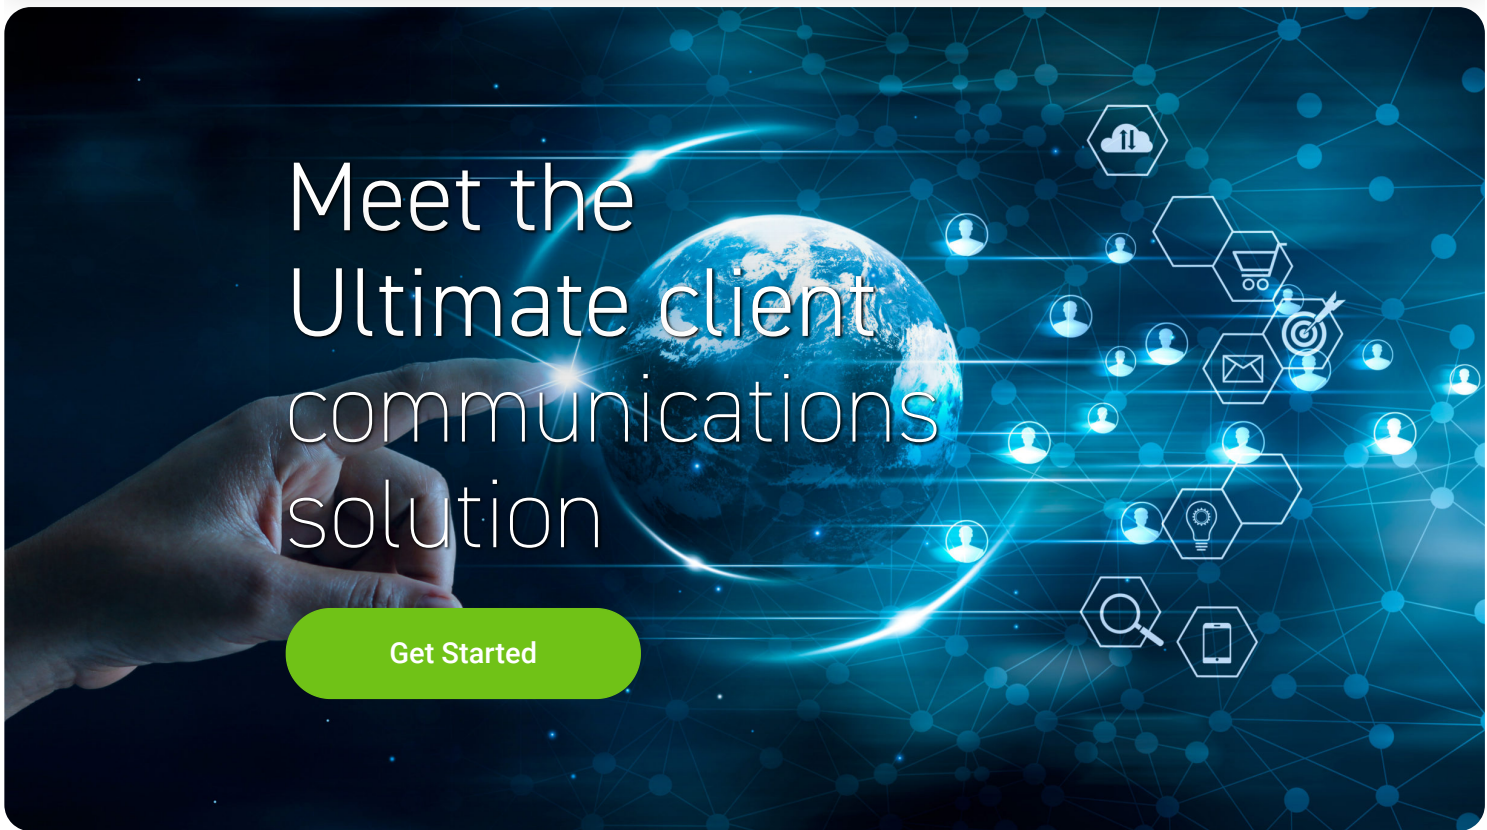 Meet the
Ultimate client
communications
solution
Get Started